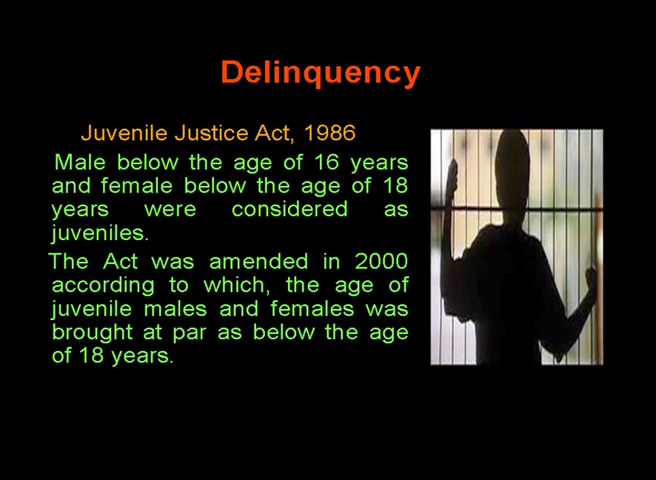 Delinquency
Juvenile Justice Act, 1986
Male below the age of 16 years
and female below the age of 18
years were considered as
juveniles.
The Act was amended in 2000
according to which, the age of
juvenile males and females was
brought at par as below the age
of 18 years.